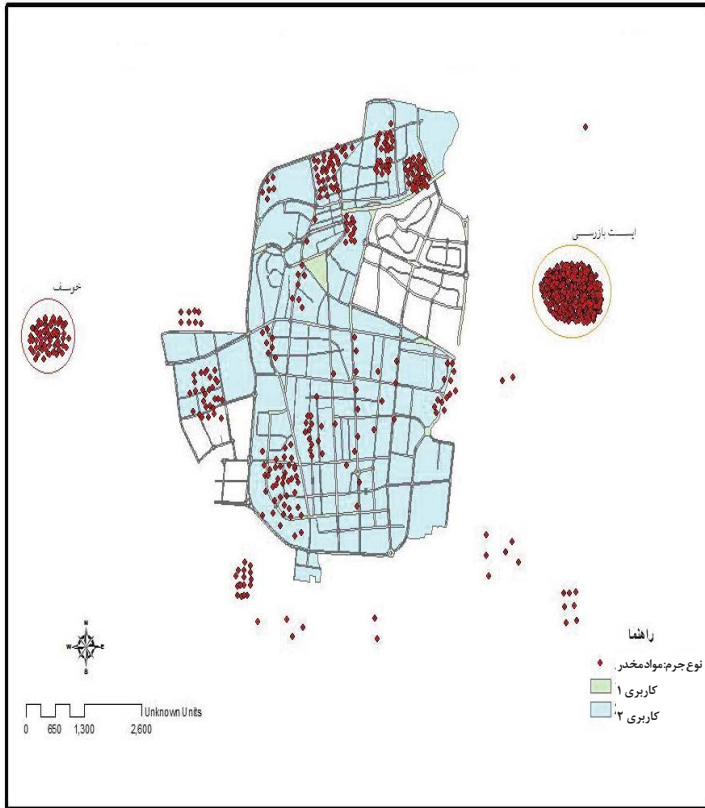 ایست بازرسی
خوسف
راهنما
نوع جرم:مواد مخدر
کاربری ۱
کاربری ۲
N
W E
S
Unknown Units
0 650 1,300 2,600